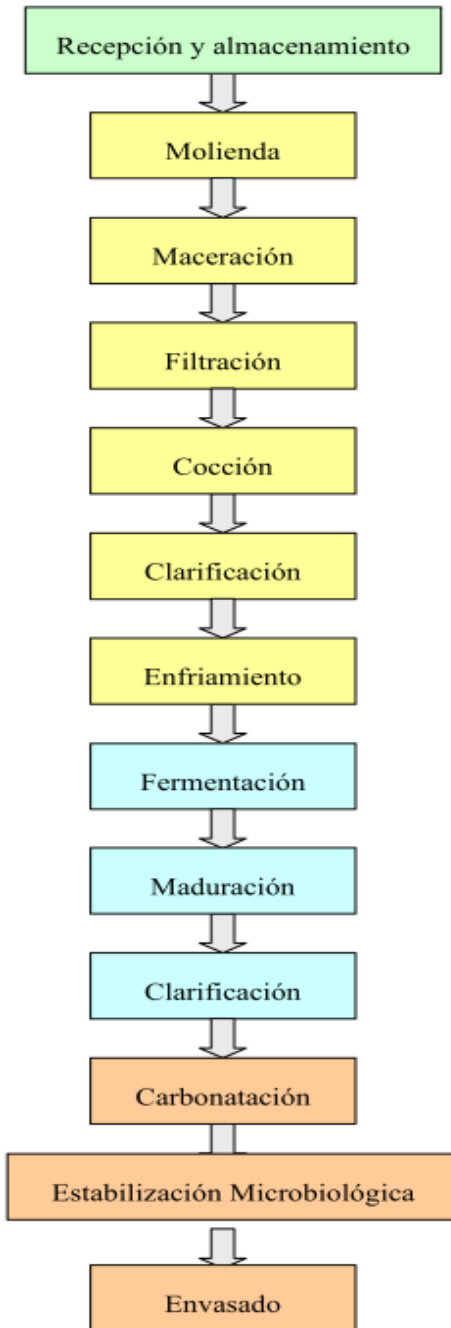 Recepción y almacenamiento
Molienda
Maceración
Filtración
Cocción
Clarificación
Enfriamiento
Fermentación
Maduración
Clarificación
Carbonatación
Estabilización Microbiológica
Envasado